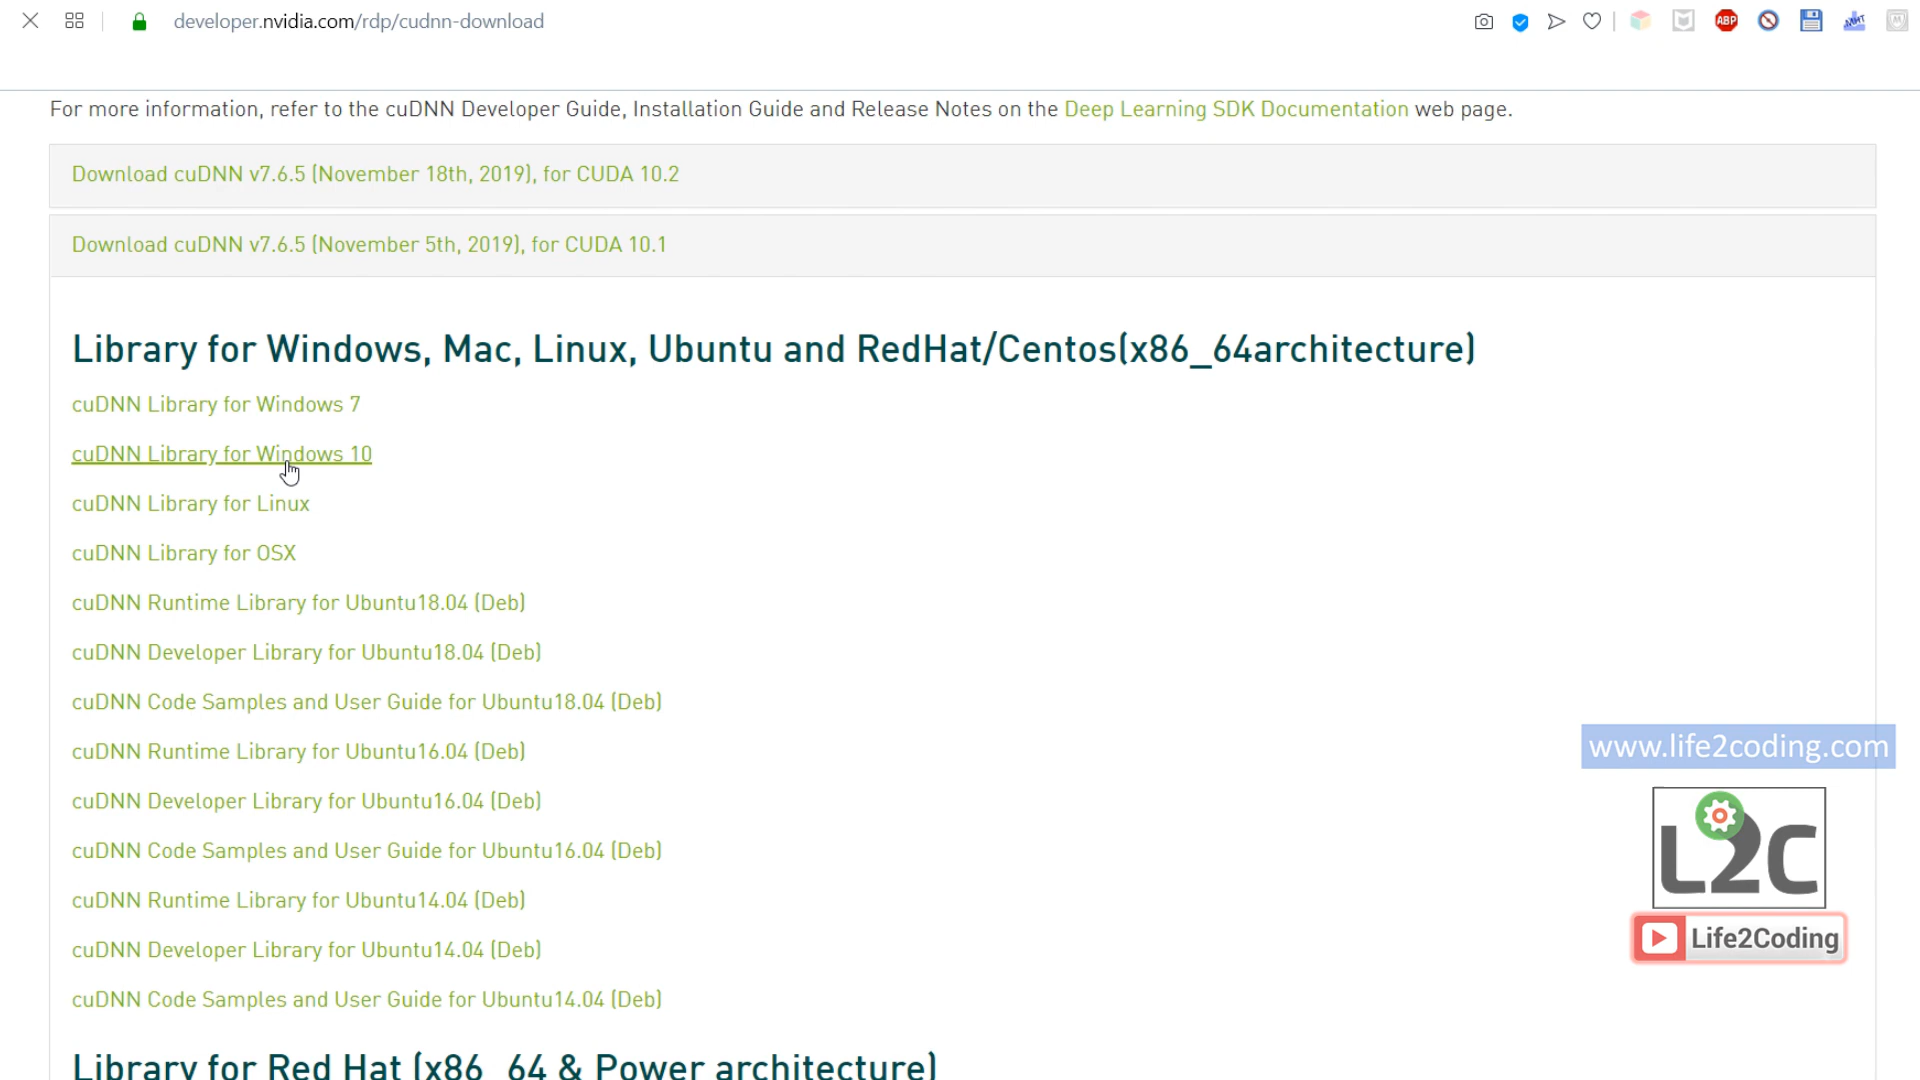 developer.nvidia.com/rdp/cudnn-download
ABP
For more information, refer to the cuDNN Developer Guide, Installation Guide and Release Notes on the Deep Learning SDK Documentation web page.
Download cuDNN v7.6.5 (November 18th, 2019), for CUDA 10.2
Download cuDNN v7.6.5 (November 5th, 2019), for CUDA 10.1
Library for Windows, Mac, Linux, Ubuntu and RedHat/Centos(x86_64architecture)
cuDNN Library for Windows 7
cuDNN Library for Windows 10
cuDNN Library for Linux
cuDNN Library for OSX
cuDNN Runtime Library for Ubuntu18.04 (Deb)
cuDNN Developer Library for Ubuntu18.04 (Deb)
cuDNN Code Samples and User Guide for Ubuntu18.04 (Deb)
cuDNN Runtime Library for Ubuntu16.04 (Deb)
cuDNN Developer Library for Ubuntu16.04 (Deb)
cuDNN Code Samples and User Guide for Ubuntu16.04 (Deb)
cuDNN Runtime Library for Ubuntu14.04 (Deb)
cuDNN Developer Library for Ubuntu14.04 (Deb)
cuDNN Code Samples and User Guide for Ubuntu14.04 (Deb)
Library for Red Hat (x86_64 & Power architecture)
www.life2coding.com
L2C
Life2Coding